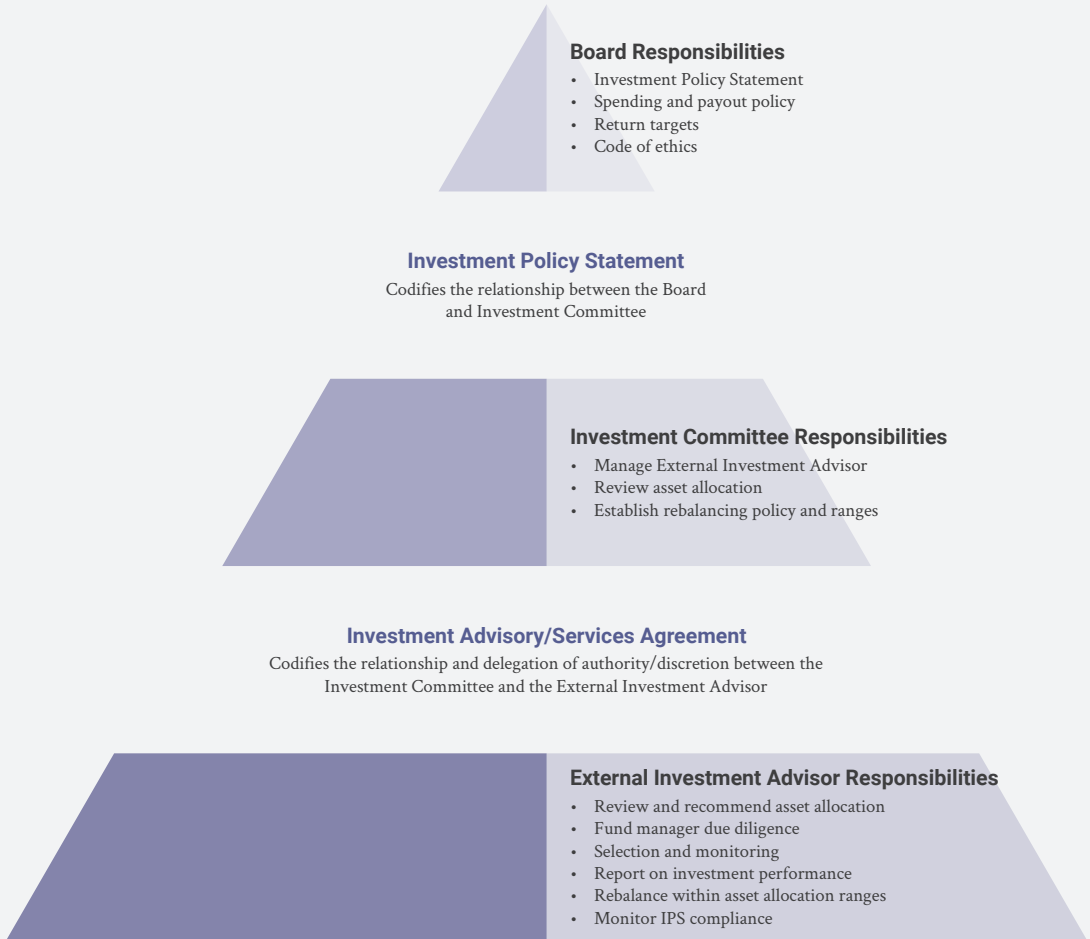 Board Responsibilities
• Investment Policy Statement
• Spending and payout policy
• Return targets
• Code of ethics
Investment Policy Statement
Codifies the relationship between the Board
and Investment Committee
Investment Committee Responsibilities
• Manage External Investment Advisor
• Review asset allocation
• Establish rebalancing policy and ranges
Investment Advisory/Services Agreement
Codifies the relationship and delegation of authority/discretion between the
Investment Committee and the External Investment Advisor
External Investment Advisor Responsibilities
• Review and recommend asset allocation
• Fund manager due diligence
• Selection and monitoring
• Report on investment performance
• Rebalance within asset allocation ranges
• Monitor IPS compliance